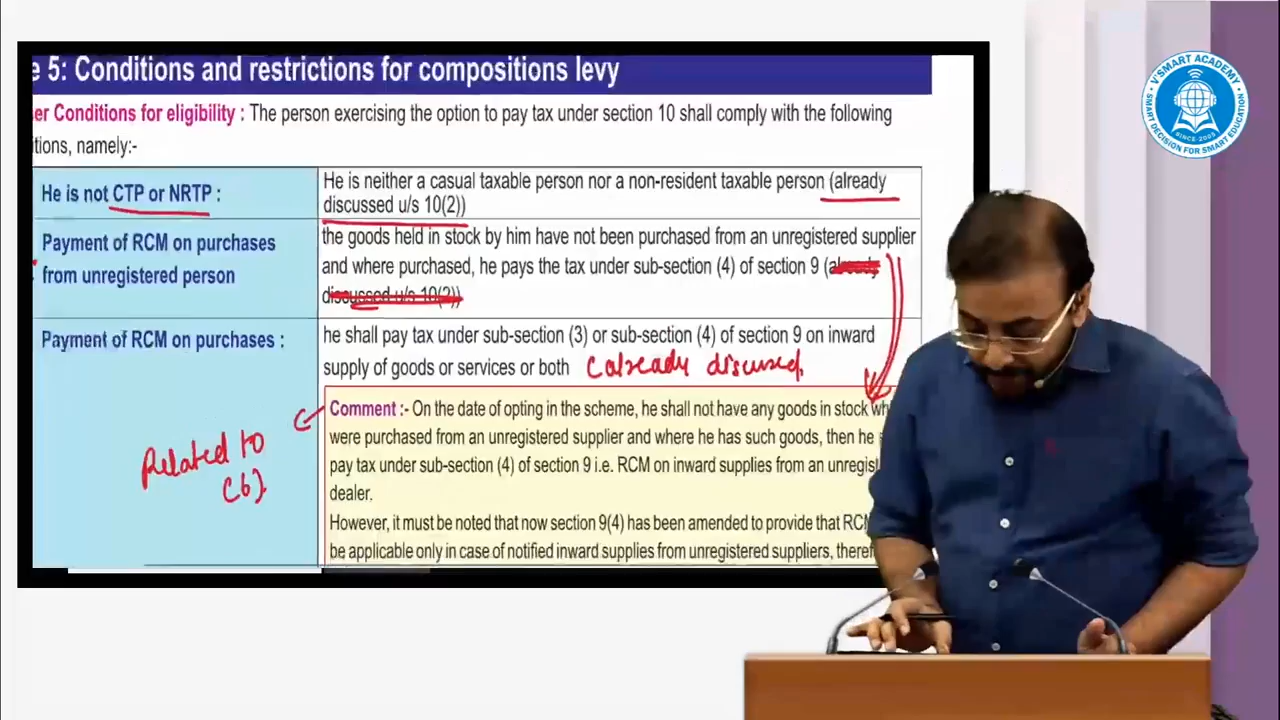 e 5: Conditions and restrictions for compositions levy
er Conditions for eligibility : The person exercising the option to pay tax under section 10 shall comply with the following
itions, namely:-
He is not CTP or NRTP :
He is neither a casual taxable person nor a non-resident taxable person (already
discussed u/s 10(2))
Payment of RCM on purchases
from unregistered person
the goods held in stock by him have not been purchased from an unregistered supplier
and where purchased, he pays the tax under sub-section (4) of section 9 (already
discussed u/s 10(2))
Payment of RCM on purchases :
he shall pay tax under sub-section (3) or sub-section (4) of section 9 on inward
supply of goods or services or both (already discussed.
Related to
(b).
Comment :- On the date of opting in the scheme, he shall not have any goods in stock wh
were purchased from an unregistered supplier and where he has such goods, then he
pay tax under sub-section (4) of section 9 i.e. RCM on inward supplies from an unregist
dealer.
However, it must be noted that now section 9(4) has been amended to provide that RCM
be applicable only in case of notified inward supplies from unregistered suppliers, theref
V'SMART ACADEMY
SINCE-2005
SMART DECISION FOR SMART EDUCATION